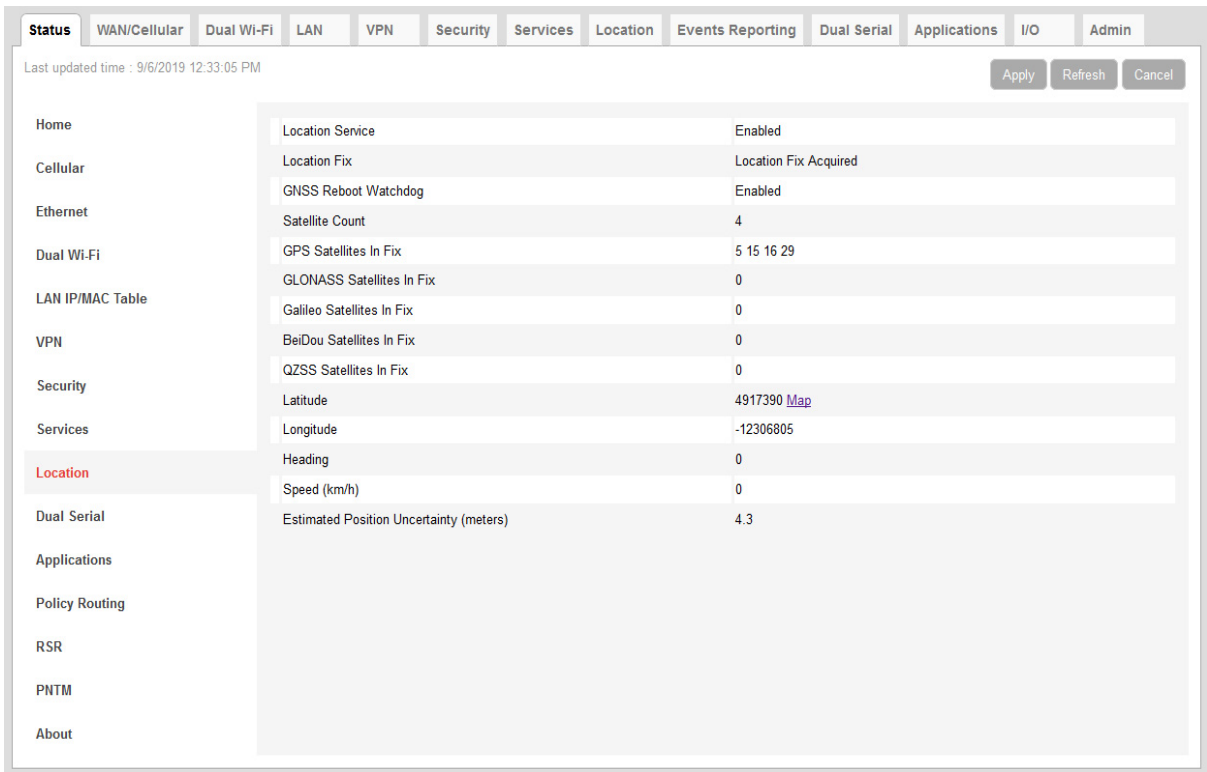 Status WAN/Cellular Dual Wi-Fi LAN VPN Security Services Location Events Reporting Dual Serial Applications I/O Admin
Last updated time : 9/6/2019 12:33:05 PM
Apply Refresh Cancel
Home
Cellular
Ethernet
Dual Wi-Fi
LAN IP/MAC Table
VPN
Security
Services
Location
Dual Serial
Applications
Policy Routing
RSR
PNTM
About
Location Service Enabled
Location Fix Location Fix Acquired
GNSS Reboot Watchdog Enabled
Satellite Count 4
GPS Satellites In Fix 5 15 16 29
GLONASS Satellites In Fix 0
Galileo Satellites In Fix 0
BeiDou Satellites In Fix 0
QZSS Satellites In Fix 0
Latitude 4917390 Map
Longitude -12306805
Heading 0
Speed (km/h) 0
Estimated Position Uncertainty (meters) 4.3